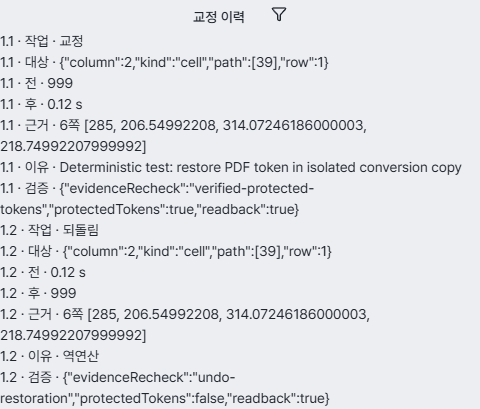 교정 이력
1.1 · 작업 · 교정
1.1 · 대상 · {"column":2,"kind":"cell","path":[39],"row":1}
1.1 · 전 · 999
1.1 · 후 · 0.12 s
1.1 · 근거 · 6쪽 [285, 206.54992208, 314.07246186000003,
218.74992207999992]
1.1 · 이유 · Deterministic test: restore PDF token in isolated conversion copy
1.1 · 검증 · {"evidenceRecheck":"verified-protected-
tokens","protectedTokens":true,"readback":true}
1.2 · 작업 · 되돌림
1.2 · 대상 · {"column":2,"kind":"cell","path":[39],"row":1}
1.2 · 전 · 0.12 s
1.2 · 후 · 999
1.2 · 근거 · 6쪽 [285, 206.54992208, 314.07246186000003,
218.74992207999992]
1.2 · 이유 · 역연산
1.2 · 검증 · {"evidenceRecheck":"undo-
restoration","protectedTokens":false,"readback":true}